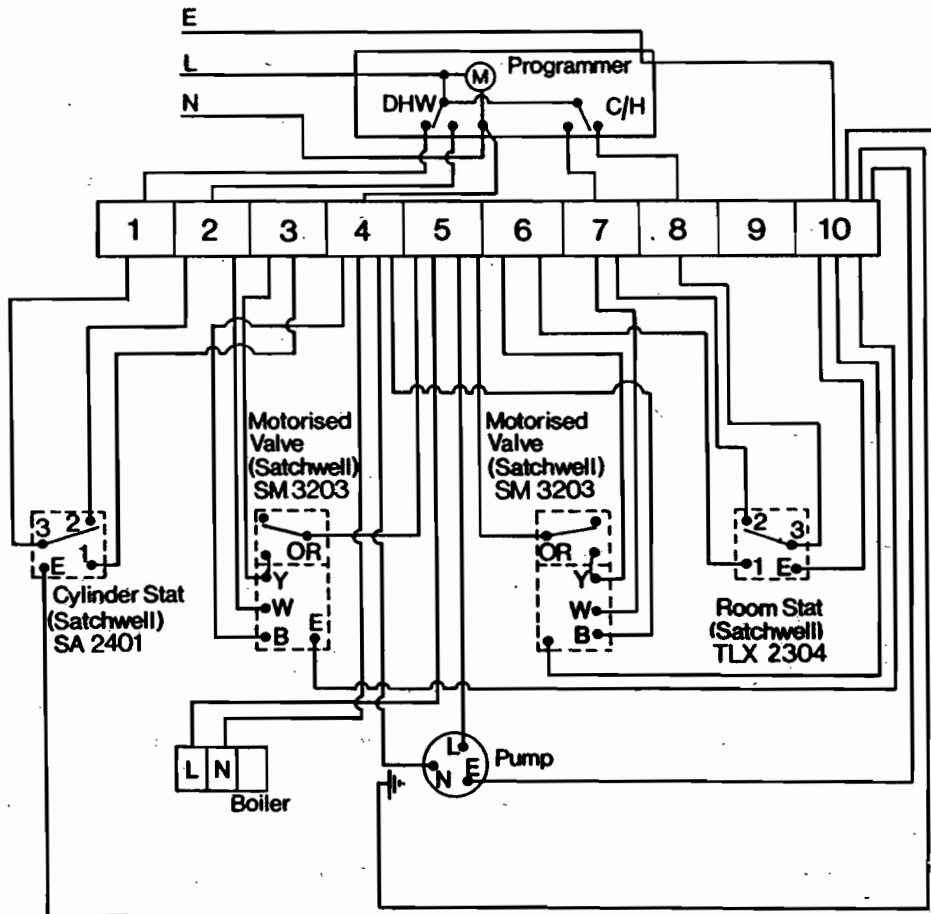 E
L
Programmer
M
N
DHW
C/H
1 2 3 4 5 6 7 8 9 10
Motorised
Valve
(Satchwell)
SM 3203
Motorised
Valve
(Satchwell)
SM 3203
3 2
1
E
OR
Y
W
B
E
OR
Y
W
B
2
3
1 E
Cylinder Stat
(Satchwell)
SA 2401
Room Stat
(Satchwell)
TLX 2304
L N
Boiler
L
N E
Pump